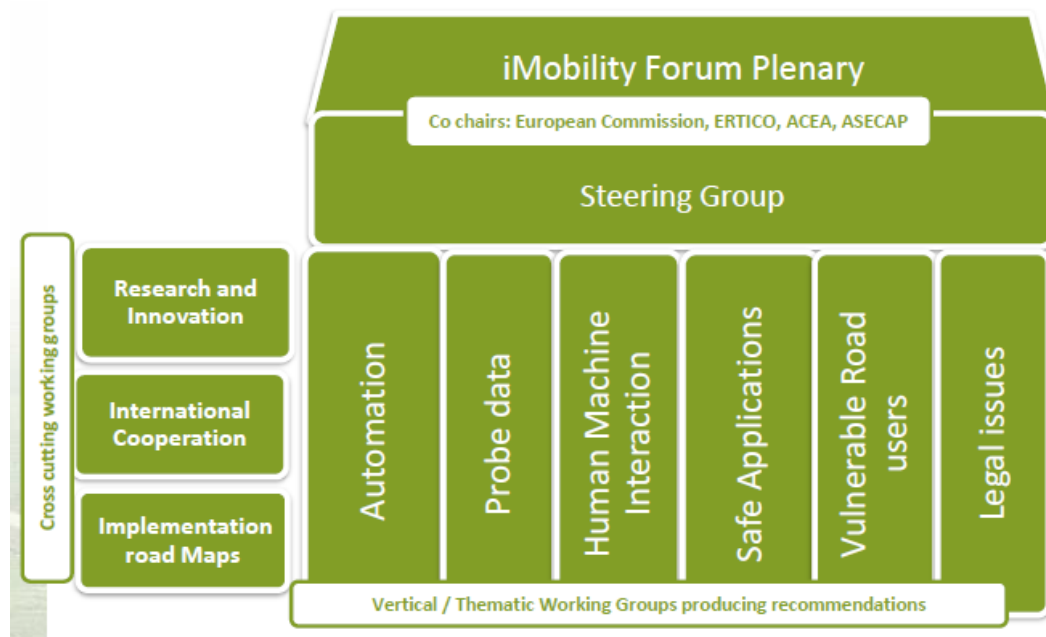 iMobility Forum Plenary
Co chairs: European Commission, ERTICO, ACEA, ASECAP
Steering Group
Cross cutting working groups
Research and
Innovation
International
Cooperation
Implementation
road Maps
Automation
Probe data
Human Machine
Interaction
Safe Applications
Vulnerable Road
users
Legal issues
Vertical / Thematic Working Groups producing recommendations